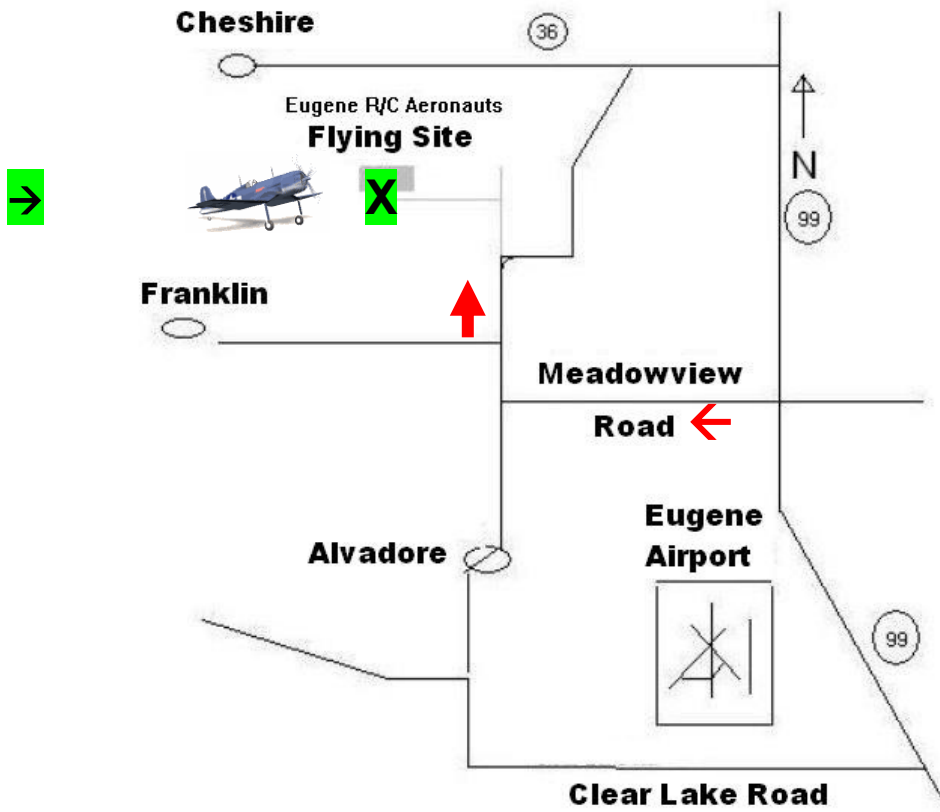 Cheshire
36
Eugene R/C Aeronauts
Flying Site
→
X
N
99
Franklin
Meadowview
Road ←
Eugene
Airport
Alvadore
99
Clear Lake Road